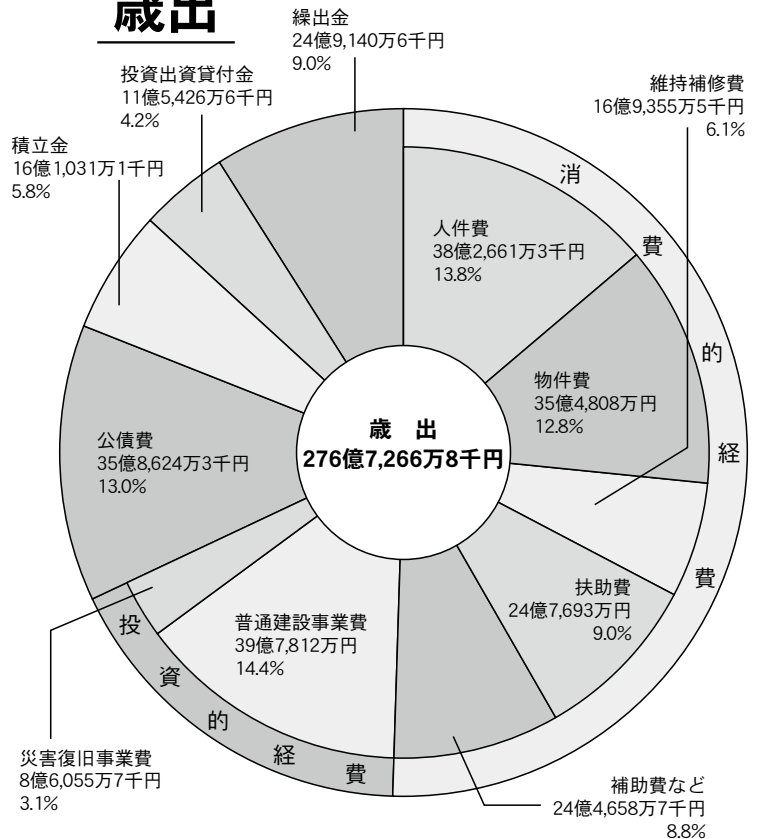 歳出
繰出金
24億9,140万6千円
9.0%
投資出資貸付金
11億5,426万6千円
4.2%
積立金
16億1,031万1千円
5.8%
維持補修費
16億9,355万5千円
6.1%
消費的経費
人件費
38億2,661万3千円
13.8%
物件費
35億4,808万円
12.8%
歳　出
276億7,266万8千円
公債費
35億8,624万3千円
13.0%
扶助費
24億7,693万円
9.0%
普通建設事業費
39億7,812万円
14.4%
投資的経費
災害復旧事業費
8億6,055万7千円
3.1%
補助費など
24億4,658万7千円
8.8%